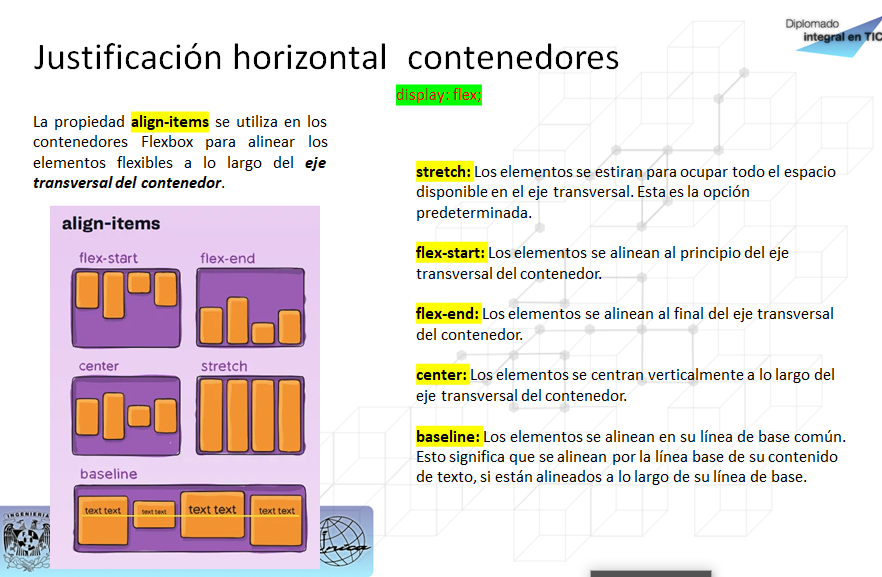 Diplomado
integral en TIC
Justificación horizontal contenedores
display: flex;
La propiedad align-items se utiliza en los
contenedores Flexbox para alinear los
elementos flexibles a lo largo del eje
transversal del contenedor.
align-items
flex-start
flex-end
center
stretch
baseline
text text
text text
text text
text text
stretch: Los elementos se estiran para ocupar todo el espacio
disponible en el eje transversal. Esta es la opción
predeterminada.
flex-start: Los elementos se alinean al principio del eje
transversal del contenedor.
flex-end: Los elementos se alinean al final del eje transversal
del contenedor.
center: Los elementos se centran verticalmente a lo largo del
eje transversal del contenedor.
baseline: Los elementos se alinean en su línea de base común.
Esto significa que se alinean por la línea base de su contenido
de texto, si están alineados a lo largo de su línea de base.
INGENIERIA